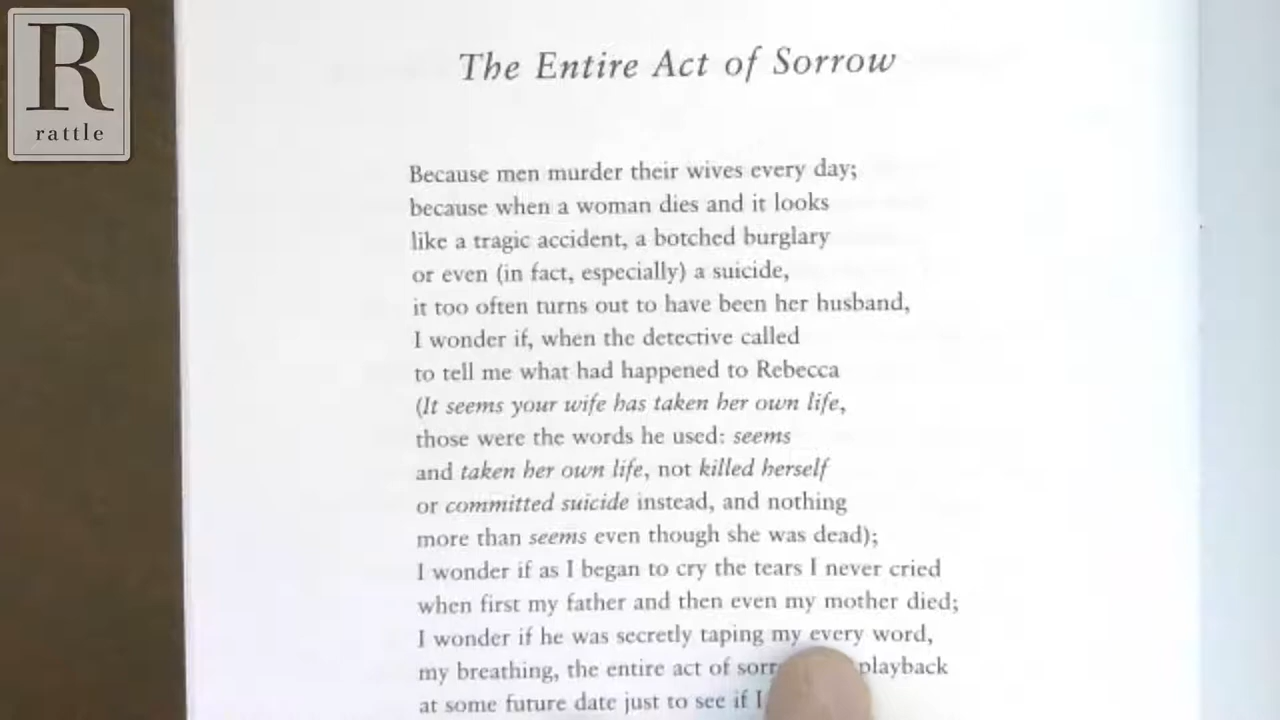 R
rattle
The Entire Act of Sorrow
Because men murder their wives every day;
because when a woman dies and it looks
like a tragic accident, a botched burglary
or even (in fact, especially) a suicide,
it too often turns out to have been her husband,
I wonder if, when the detective called
to tell me what had happened to Rebecca
(It seems your wife has taken her own life,
those were the words he used: seems
and taken her own life, not killed herself
or committed suicide instead, and nothing
more than seems even though she was dead);
I wonder if as I began to cry the tears I never cried
when first my father and then even my mother died;
I wonder if he was secretly taping my every word,
my breathing, the entire act of playback
at some future date just to see if I